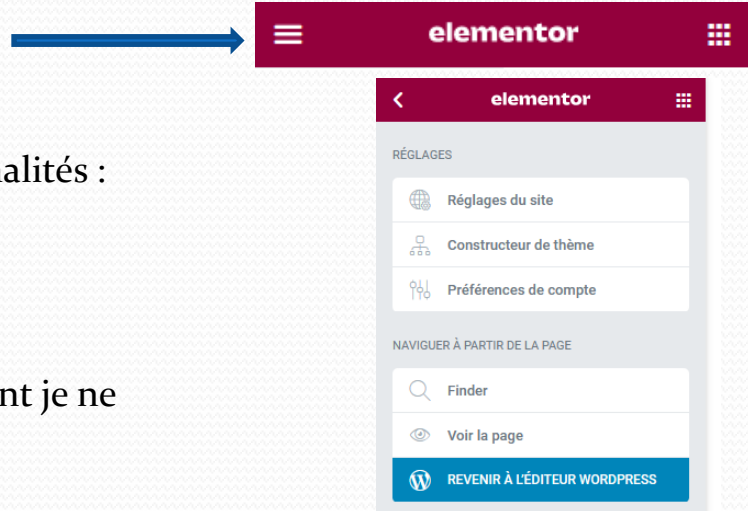 elementor
elementor
RÉGLAGES
alités :
Réglages du site
Constructeur de thème
Préférences de compte
NAVIGUER À PARTIR DE LA PAGE
nt je ne
Finder
Voir la page
REVENIR À L'ÉDITEUR WORDPRESS